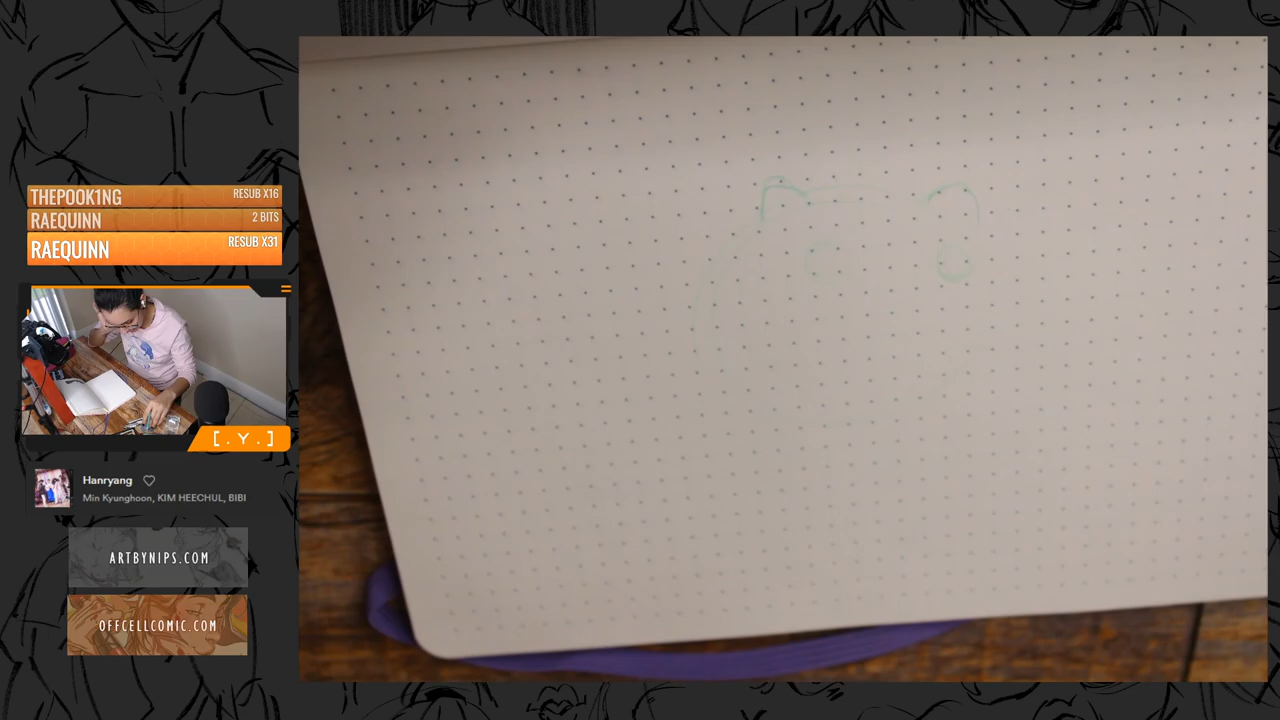 THEPOOK1NG RESUB X16
RAEQUINN 2 BITS
RAEQUINN RESUB X31
[ . Y . ]
Hanryang
Min Kyunghoon, KIM HEECHUL, BIBI
ARTBYNIPS.COM
OFFCELLCOMIC.COM